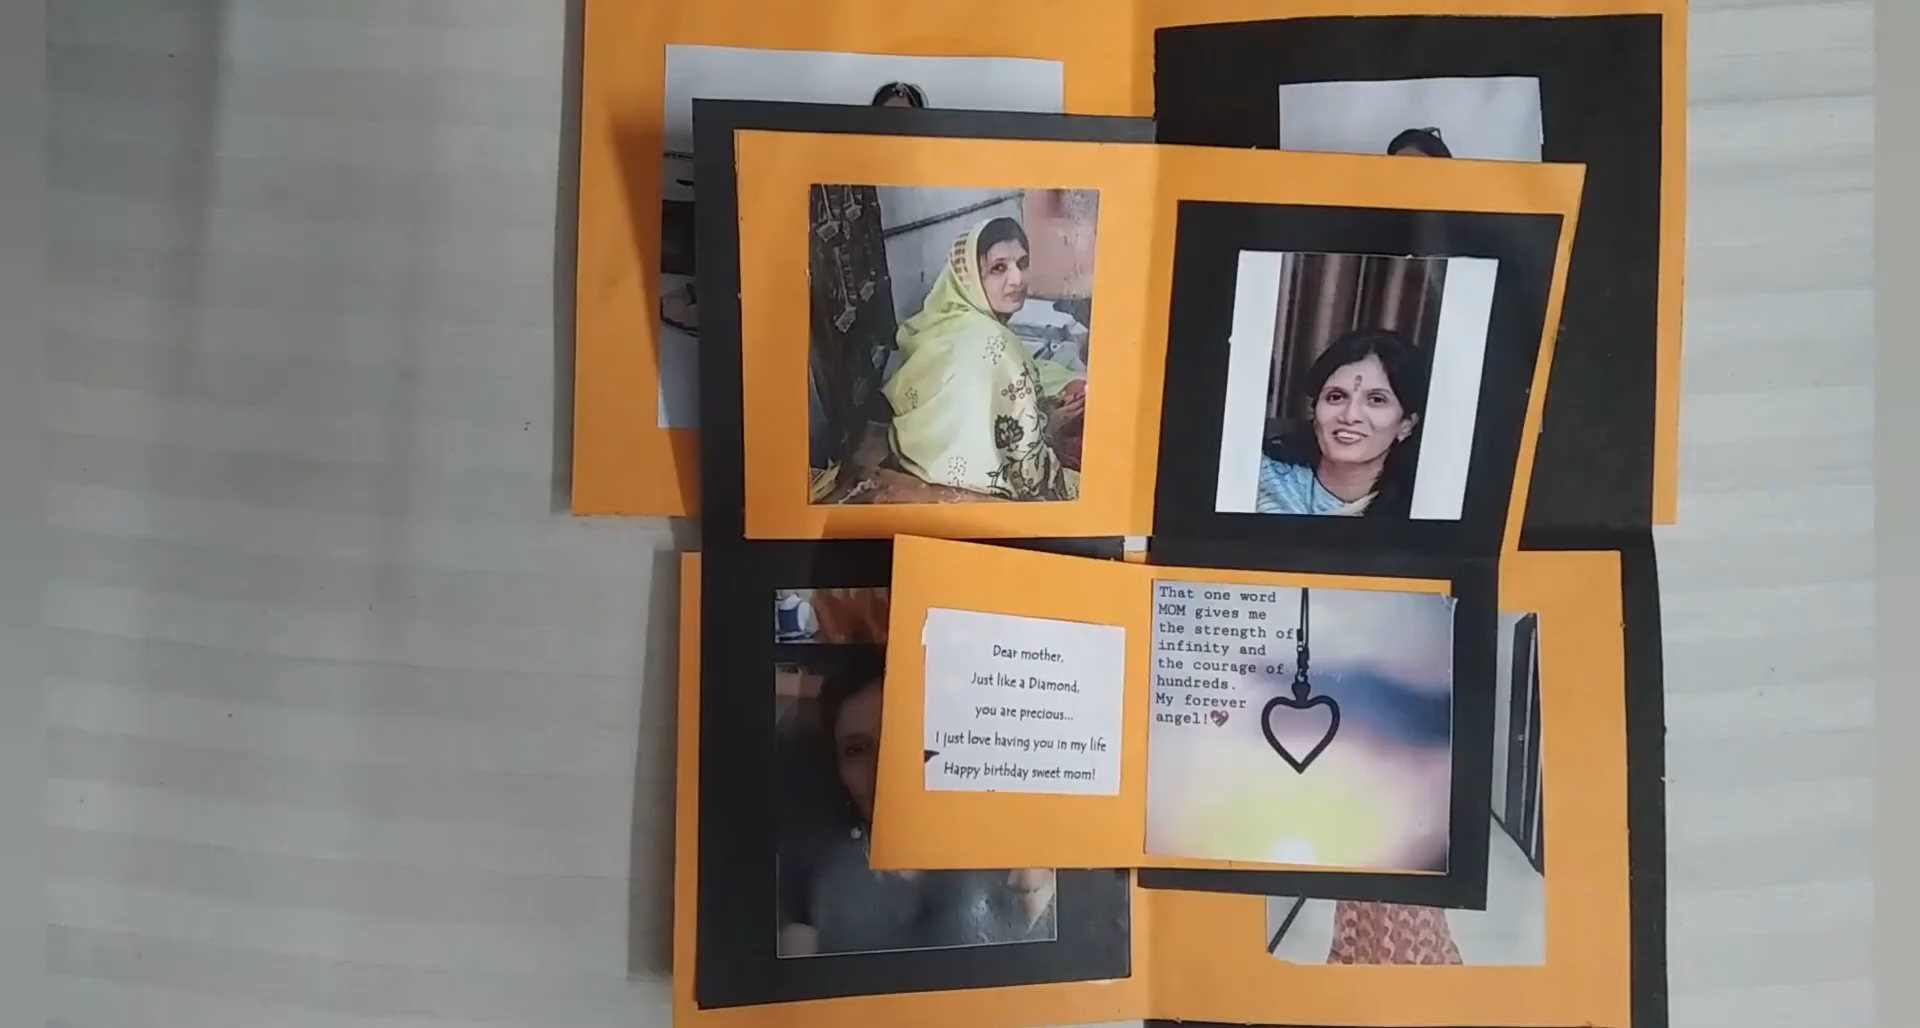 Dear mother,
Just like a Diamond,
you are precious...
I just love having you in my life
Happy birthday sweet mom!
That one word
MOM gives me
the strength of
infinity and
the courage of
hundreds.
My forever
angel!💝